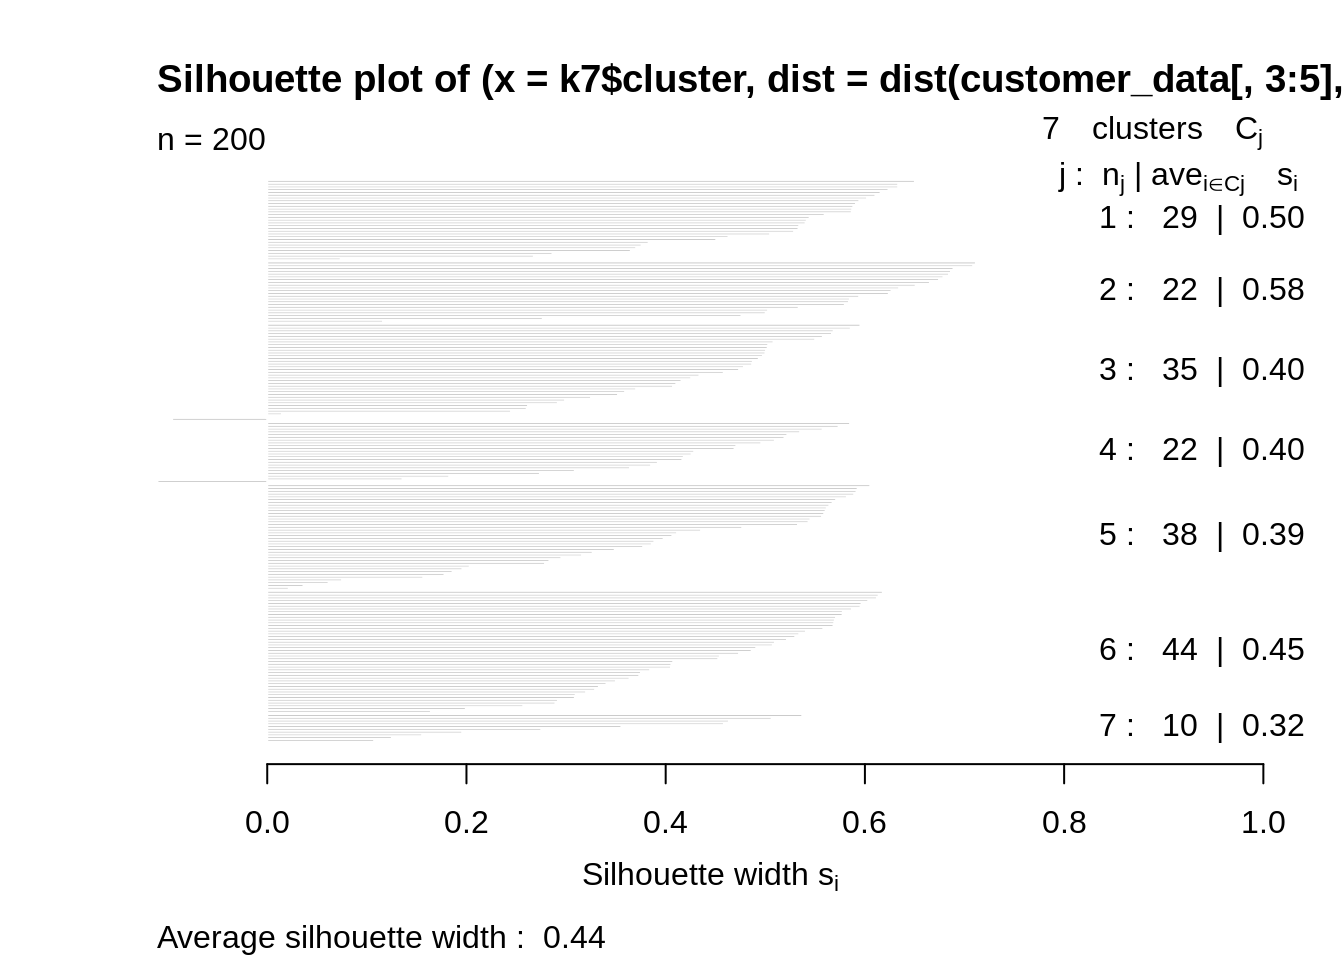 Silhouette plot of (x = k7$cluster, dist = dist(customer_data[, 3:5],
n = 200
7 clusters Cj
j : nj | avei∈Cj si
1 : 29 | 0.50
2 : 22 | 0.58
3 : 35 | 0.40
4 : 22 | 0.40
5 : 38 | 0.39
6 : 44 | 0.45
7 : 10 | 0.32
0.0 0.2 0.4 0.6 0.8 1.0
Silhouette width si
Average silhouette width : 0.44